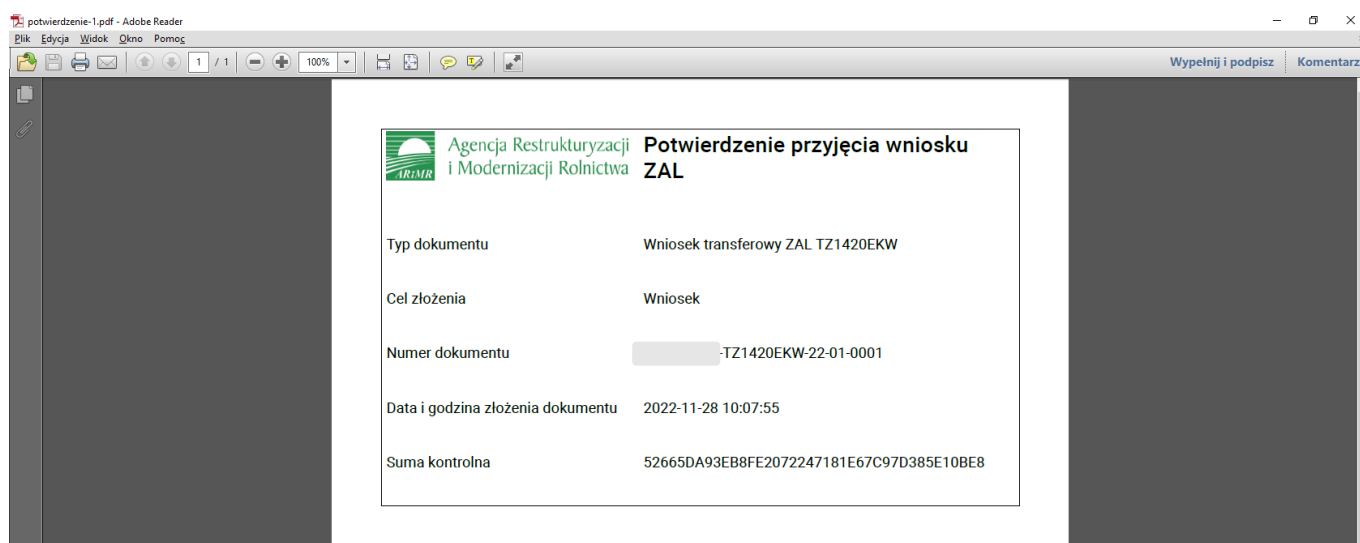 potwierdzenie-1.pdf - Adobe Reader
Plik Edycja Widok Okno Pomoc
1 / 1 100% Wypełnij i podpisz Komentarz
Agencja Restrukturyzacji
i Modernizacji Rolnictwa
ARiMR
Potwierdzenie przyjęcia wniosku
ZAL
Typ dokumentu Wniosek transferowy ZAL TZ1420EKW
Cel złożenia Wniosek
Numer dokumentu -TZ1420EKW-22-01-0001
Data i godzina złożenia dokumentu 2022-11-28 10:07:55
Suma kontrolna 52665DA93EB8FE2072247181E67C97D385E10BE8